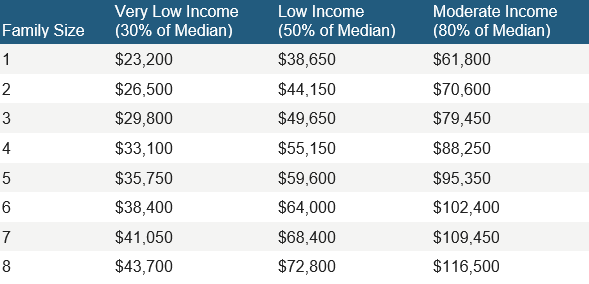 Family Size Very Low Income (30% of Median) Low Income (50% of Median) Moderate Income (80% of Median)
1 $23,200 $38,650 $61,800
2 $26,500 $44,150 $70,600
3 $29,800 $49,650 $79,450
4 $33,100 $55,150 $88,250
5 $35,750 $59,600 $95,350
6 $38,400 $64,000 $102,400
7 $41,050 $68,400 $109,450
8 $43,700 $72,800 $116,500